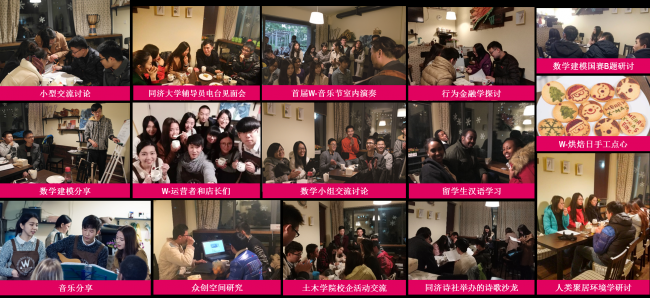 小型交流讨论
同济大学辅导员电台见面会
首届W-音乐节室内演奏
行为金融学探讨
数学建模国赛B题研讨
W-烘焙日手工点心
数学建模分享
W-运营者和店长们
数学小组交流讨论
留学生汉语学习
音乐分享
众创空间研究
土木学院校企活动交流
同济诗社举办的诗歌沙龙
人类聚居环境学研讨
W